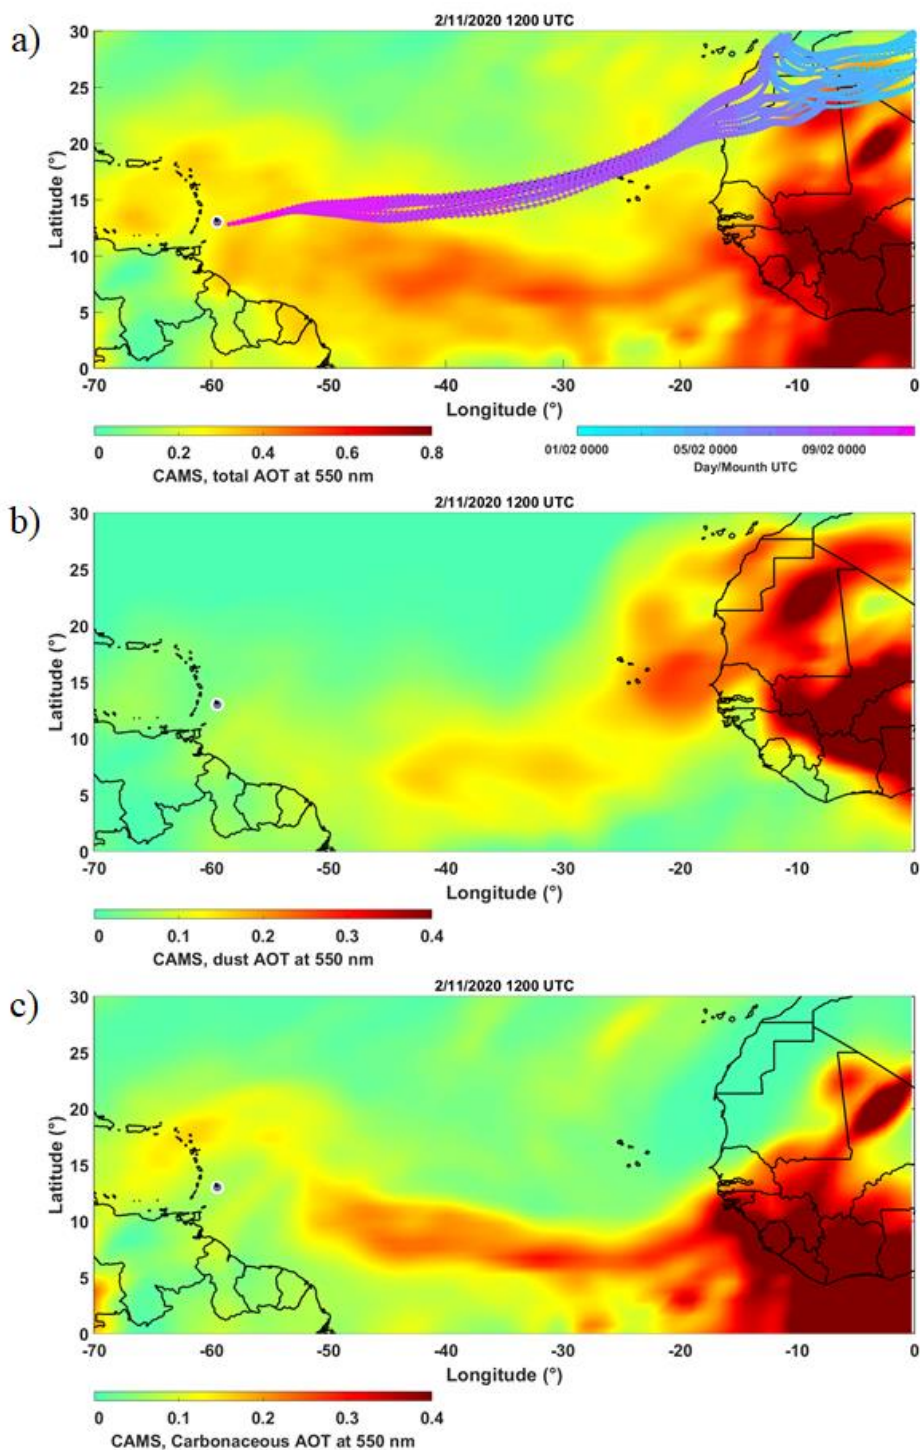 a)
2/11/2020 1200 UTC
30
25
20
15
10
5
0
Latitude (°)
-70 -60 -50 -40 -30 -20 -10 0
Longitude (°)
0 0.2 0.4 0.6 0.8
CAMS, total AOT at 550 nm
01/02 0000 05/02 0000 09/02 0000
Day/Mounth UTC
b)
2/11/2020 1200 UTC
30
25
20
15
10
5
0
Latitude (°)
-70 -60 -50 -40 -30 -20 -10 0
Longitude (°)
0 0.1 0.2 0.3 0.4
CAMS, dust AOT at 550 nm
c)
2/11/2020 1200 UTC
30
25
20
15
10
5
0
Latitude (°)
-70 -60 -50 -40 -30 -20 -10 0
Longitude (°)
0 0.1 0.2 0.3 0.4
CAMS, Carbonaceous AOT at 550 nm